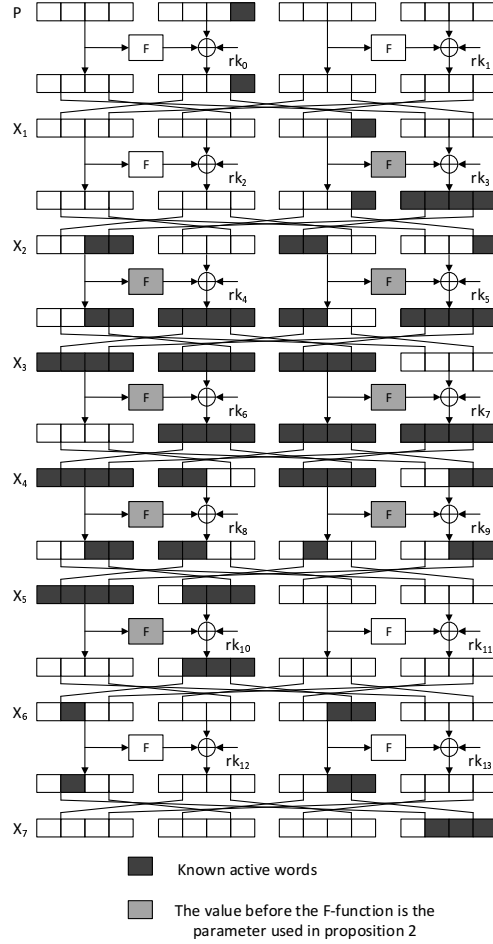 P
F
F
rk0
rk1
X1
F
F
rk2
rk3
X2
F
F
rk4
rk5
X3
F
F
rk6
rk7
X4
F
F
rk8
rk9
X5
F
F
rk10
rk11
X6
F
F
rk12
rk13
X7
Known active words
The value before the F-function is the
parameter used in proposition 2